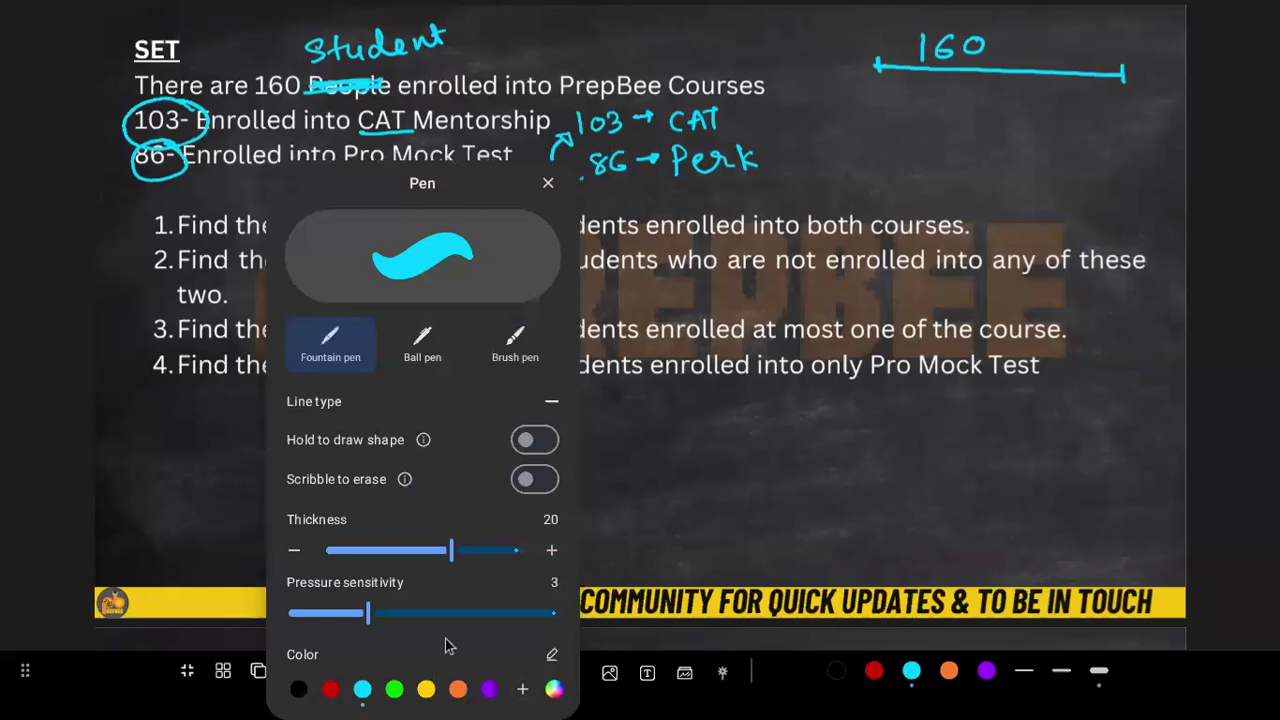 SET
Student
160
There are 160 People enrolled into PrepBee Courses
103- Enrolled into CAT Mentorship
103 → CAT
86- Enrolled into Pro Mock Test
86 → Perk
Pen
1. Find the
dents enrolled into both courses.
2. Find th
udents who are not enrolled into any of these
two.
3. Find the
dents enrolled at most one of the course.
4. Find the
dents enrolled into only Pro Mock Test
REPBEE
Fountain pen
Ball pen
Brush pen
Line type
Hold to draw shape
Scribble to erase
Thickness
20
Pressure sensitivity
3
COMMUNITY FOR QUICK UPDATES & TO BE IN TOUCH
Color